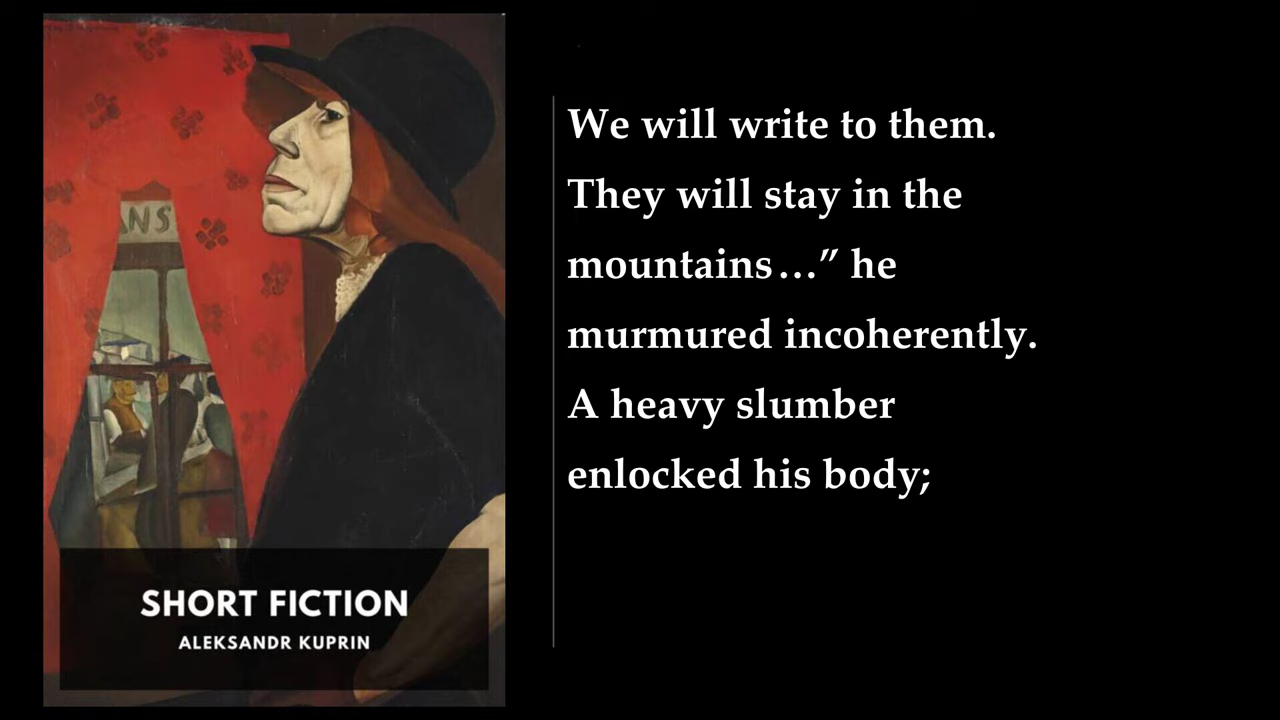 ANS
SHORT FICTION
ALEKSANDR KUPRIN
We will write to them.
They will stay in the
mountains…” he
murmured incoherently.
A heavy slumber
enlocked his body;